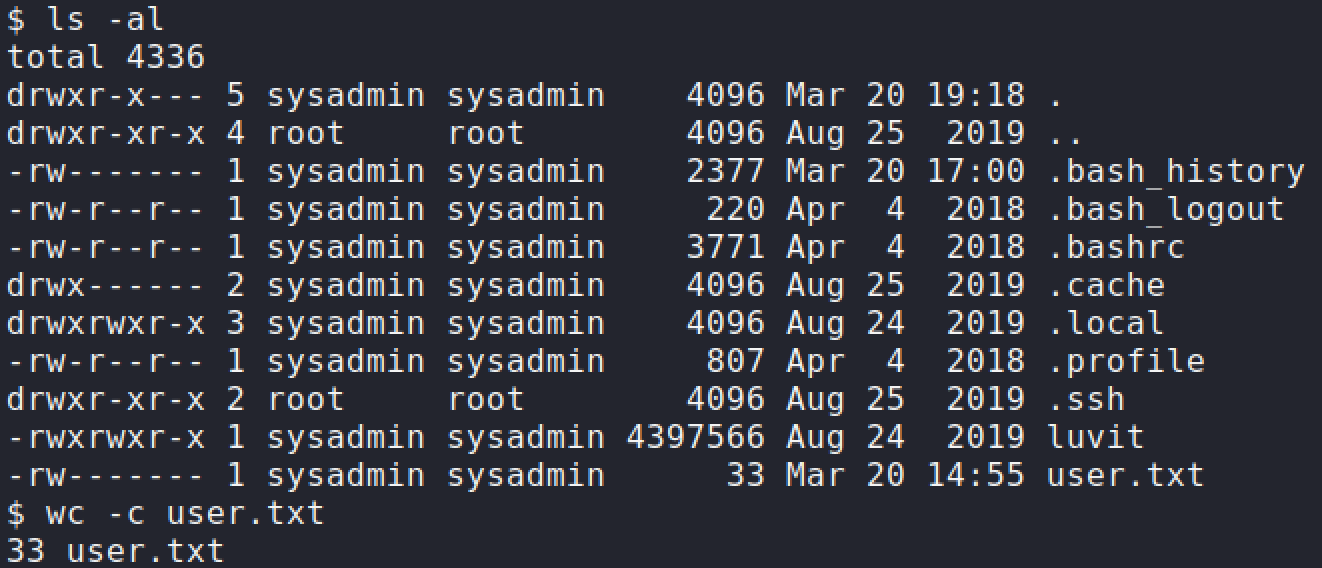 $ ls -al
total 4336
drwxr-x--- 5 sysadmin sysadmin    4096 Mar 20 19:18 .
drwxr-xr-x 4 root     root        4096 Aug 25  2019 ..
-rw------- 1 sysadmin sysadmin    2377 Mar 20 17:00 .bash_history
-rw-r--r-- 1 sysadmin sysadmin     220 Apr  4  2018 .bash_logout
-rw-r--r-- 1 sysadmin sysadmin    3771 Apr  4  2018 .bashrc
drwx------ 2 sysadmin sysadmin    4096 Aug 25  2019 .cache
drwxrwxr-x 3 sysadmin sysadmin    4096 Aug 24  2019 .local
-rw-r--r-- 1 sysadmin sysadmin     807 Apr  4  2018 .profile
drwxr-xr-x 2 root     root        4096 Aug 25  2019 .ssh
-rwxrwxr-x 1 sysadmin sysadmin 4397566 Aug 24  2019 luvit
-rw------- 1 sysadmin sysadmin      33 Mar 20 14:55 user.txt
$ wc -c user.txt
33 user.txt